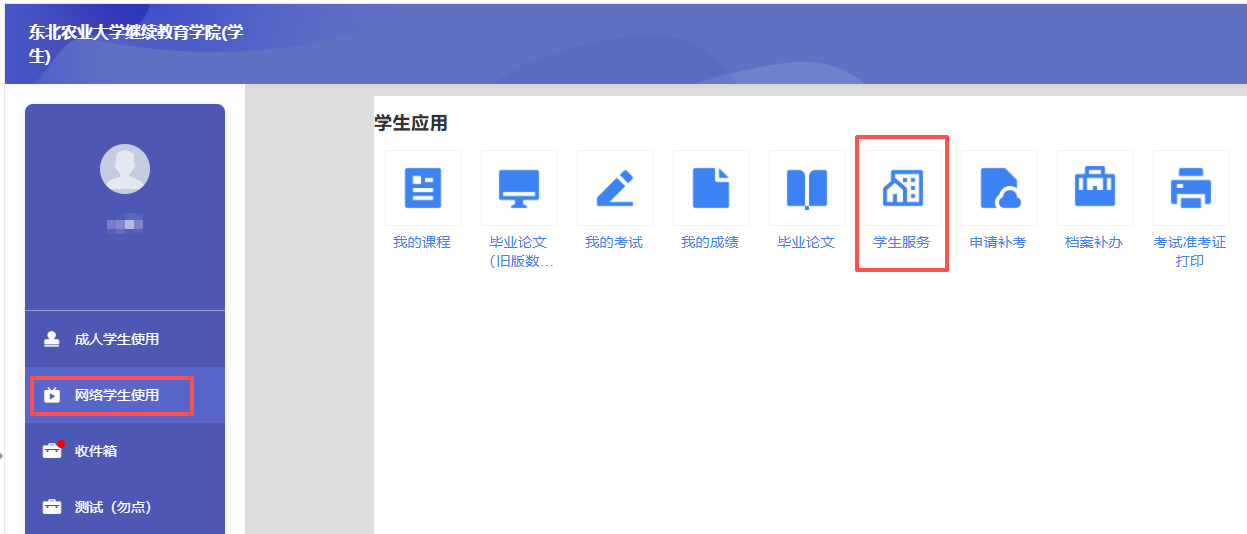 东北农业大学继续教育学院(学
生)
成人学生使用
网络学生使用
收件箱
测试（勿点）
学生应用
我的课程
毕业论文
（旧版数...
我的考试
我的成绩
毕业论文
学生服务
申请补考
档案补办
考试准考证
打印